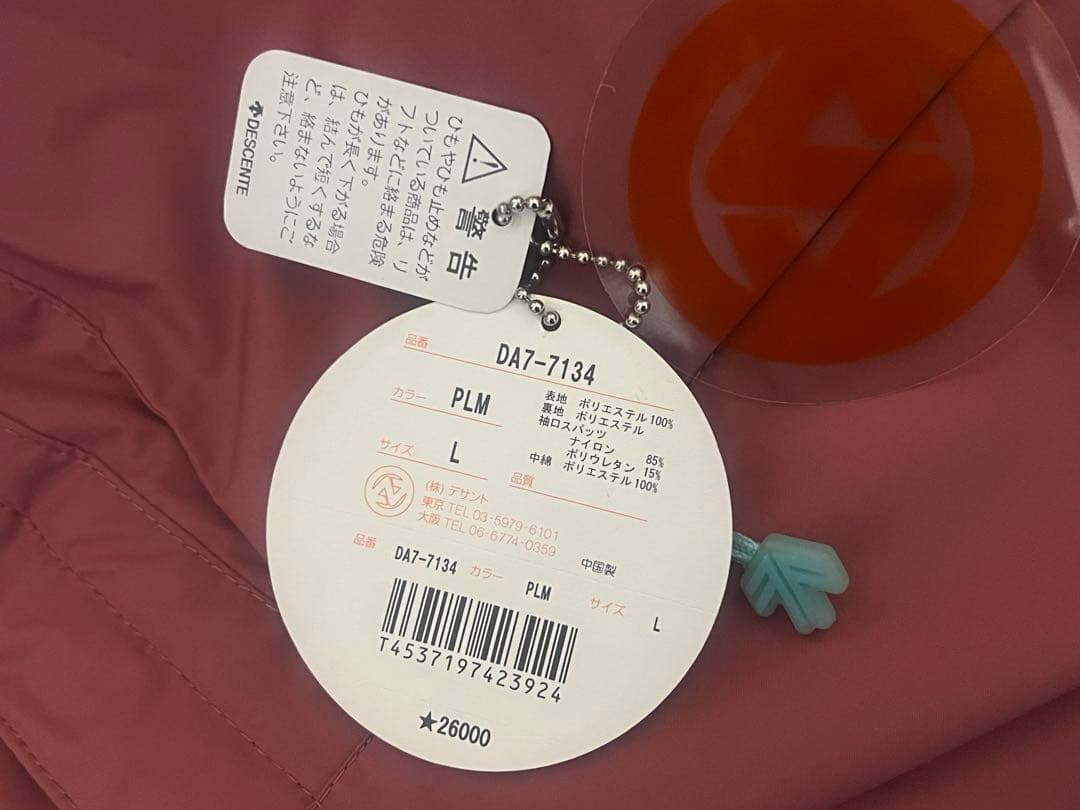 警告
ひもやひも止めなどが
ついている商品は、リ
フトなどに絡まる危険
があります。
ひもが長く下がる場合
は、結んで短くするな
ど、絡まないようにご
注意下さい。
DESCENTE
品番 DA7-7134
カラー PLM
サイズ L
表地 ポリエステル 100%
裏地 ポリエステル
袖口スパッツ
ナイロン 85%
ポリウレタン 15%
中綿 ポリエステル 100%
品質
(株) デサント
東京 TEL 03-5979-6101
大阪 TEL 06-6774-0359
中国製
品番 DA7-7134 カラー PLM サイズ L
T4537197423924
★26000